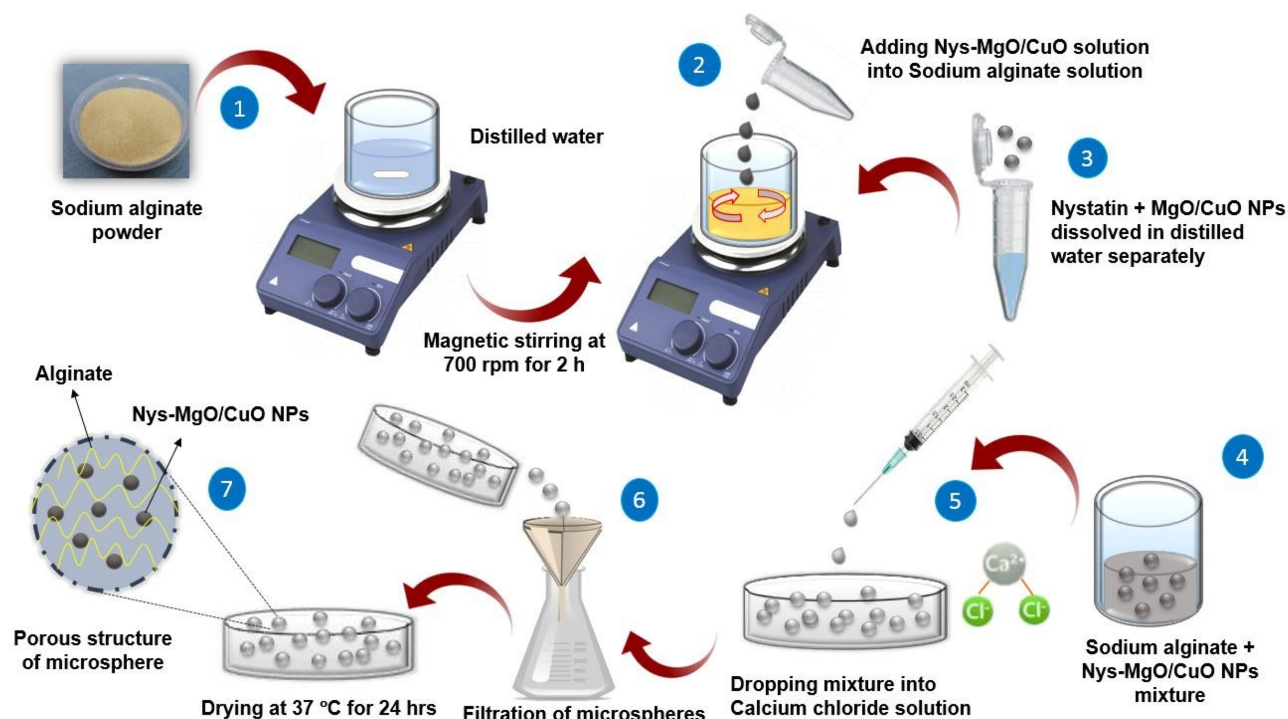 1
Sodium alginate
powder
Distilled water
Magnetic stirring at
700 rpm for 2 h
2
Adding Nys-MgO/CuO solution
into Sodium alginate solution
3
Nystatin + MgO/CuO NPs
dissolved in distilled
water separately
4
Sodium alginate +
Nys-MgO/CuO NPs
mixture
5
Ca2+
Cl-
Cl-
Dropping mixture into
Calcium chloride solution
6
Filtration of microspheres
7
Alginate
Nys-MgO/CuO NPs
Porous structure
of microsphere
Drying at 37 °C for 24 hrs